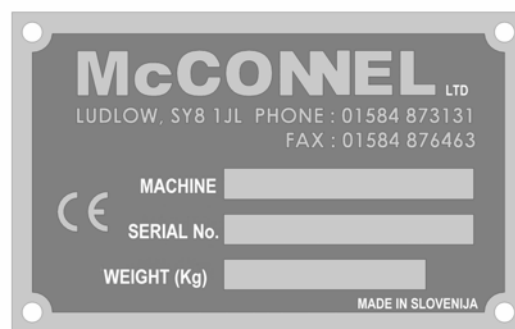 McCONNEL LTD
LUDLOW, SY8 1JL PHONE : 01584 873131
FAX : 01584 876463
MACHINE
CE
SERIAL No.
WEIGHT (Kg)
MADE IN SLOVENIJA